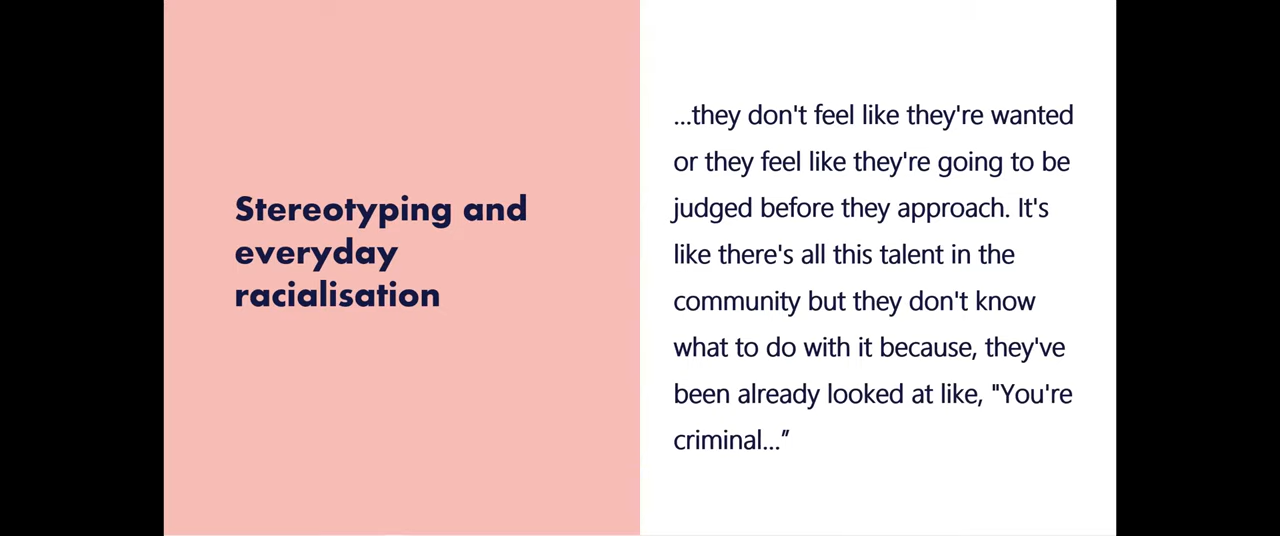 Stereotyping and
everyday
racialisation
...they don't feel like they're wanted
or they feel like they're going to be
judged before they approach. It's
like there's all this talent in the
community but they don't know
what to do with it because, they've
been already looked at like, "You're
criminal...”